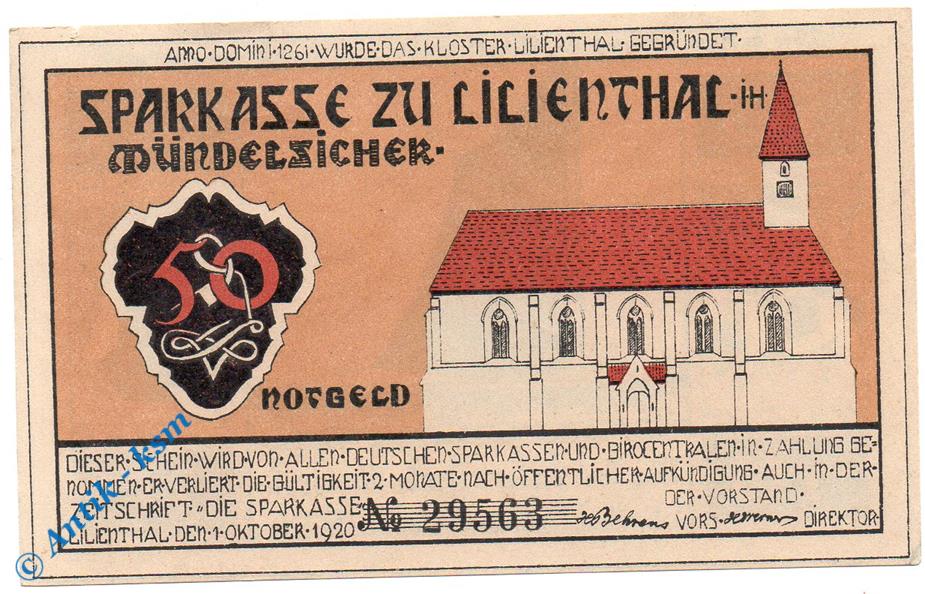 ANNO·DOMINI·1261·WURDE·DAS·KLOSTER·LILIENTHAL·GEGRÜNDET·
SPARKASSE ZU LILIENTHAL·IH·
MÜNDELSICHER·
50
NOTGELD
DIESER·SCHEIN·WIRD·VON·ALLEN·DEUTSCHEN·SPARKASSEN·UND·GIROCENTRALEN·IN·ZAHLUNG·GE=
NOMMEN·ER·VERLIERT·DIE·GÜLTIGKEIT·2·MONATE·NACH·ÖFFENTLICHER·AUFKÜNDIGUNG·AUCH·IN·DER
ZEITSCHRIFT·"DIE SPARKASSE"
DER·VORSTAND·
LILIENTHAL·DEN·1·OKTOBER·1920
№ 29563
Behrens VORS· DIREKTOR
© Antik - ksm